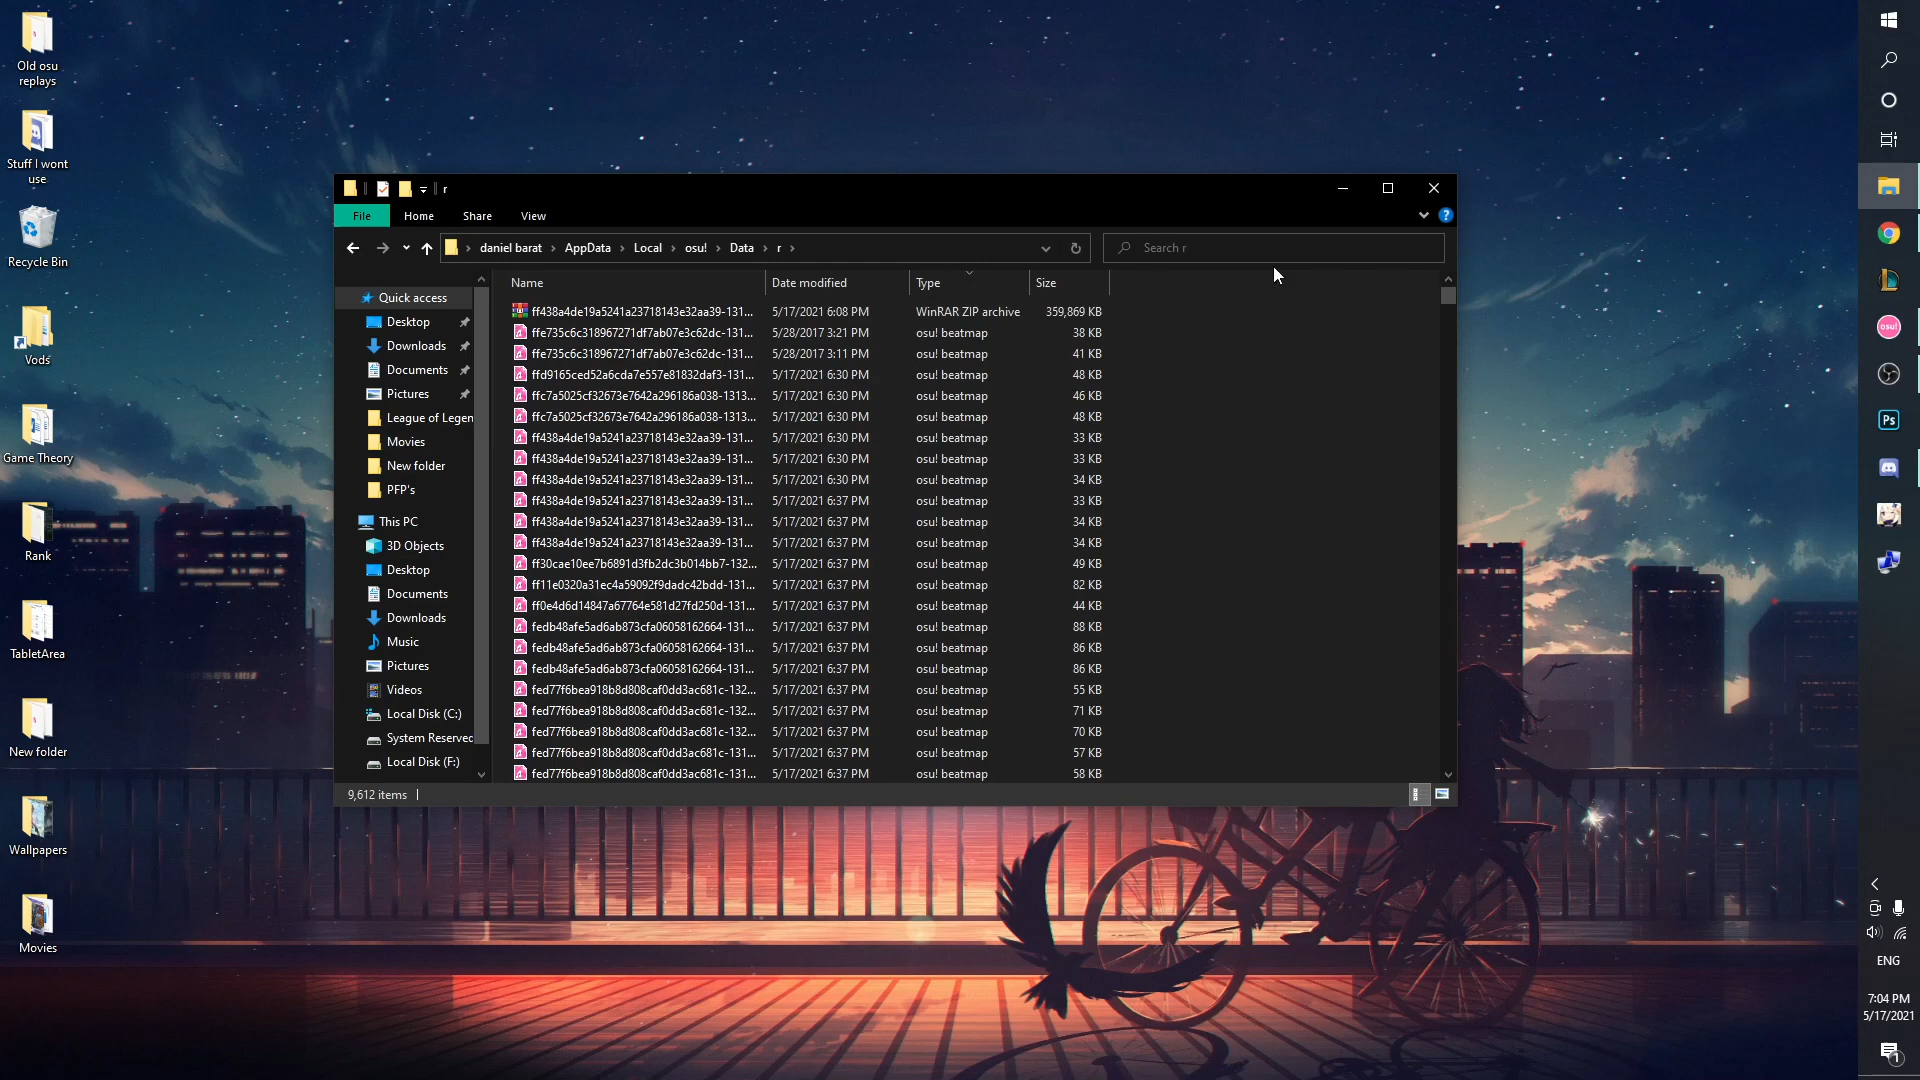 Old osu
replays
Stuff I wont
use
Recycle Bin
Vods
Game Theory
Rank
TabletArea
New folder
Wallpapers
Movies
r
File Home Share View
daniel barat AppData Local osu! Data r
Search r
Quick access
Desktop
Downloads
Documents
Pictures
League of Legen
Movies
New folder
PFP's
This PC
3D Objects
Desktop
Documents
Downloads
Music
Pictures
Videos
Local Disk (C:)
System Reserved
Local Disk (F:)
Name Date modified Type Size
ff438a4de19a5241a23718143e32aa39-131... 5/17/2021 6:08 PM WinRAR ZIP archive 359,869 KB
ffe735c6c318967271df7ab07e3c62dc-131... 5/28/2017 3:21 PM osu! beatmap 38 KB
ffe735c6c318967271df7ab07e3c62dc-131... 5/28/2017 3:11 PM osu! beatmap 41 KB
ffd9165ced52a6cda7e557e81832daf3-131... 5/17/2021 6:30 PM osu! beatmap 48 KB
ffc7a5025cf32673e7642a296186a038-1313... 5/17/2021 6:30 PM osu! beatmap 46 KB
ffc7a5025cf32673e7642a296186a038-1313... 5/17/2021 6:30 PM osu! beatmap 48 KB
ff438a4de19a5241a23718143e32aa39-131... 5/17/2021 6:30 PM osu! beatmap 33 KB
ff438a4de19a5241a23718143e32aa39-131... 5/17/2021 6:30 PM osu! beatmap 33 KB
ff438a4de19a5241a23718143e32aa39-131... 5/17/2021 6:30 PM osu! beatmap 34 KB
ff438a4de19a5241a23718143e32aa39-131... 5/17/2021 6:37 PM osu! beatmap 33 KB
ff438a4de19a5241a23718143e32aa39-131... 5/17/2021 6:37 PM osu! beatmap 34 KB
ff438a4de19a5241a23718143e32aa39-131... 5/17/2021 6:37 PM osu! beatmap 34 KB
ff30cae10ee7b6891d3fb2dc3b014bb7-132... 5/17/2021 6:37 PM osu! beatmap 49 KB
ff11e0320a31ec4a59092f9dadc42bdd-131... 5/17/2021 6:37 PM osu! beatmap 82 KB
ff0e4d6d14847a67764e581d27fd250d-131... 5/17/2021 6:37 PM osu! beatmap 44 KB
fedb48afe5ad6ab873cfa06058162664-131... 5/17/2021 6:37 PM osu! beatmap 88 KB
fedb48afe5ad6ab873cfa06058162664-131... 5/17/2021 6:37 PM osu! beatmap 86 KB
fedb48afe5ad6ab873cfa06058162664-131... 5/17/2021 6:37 PM osu! beatmap 86 KB
fed77f6bea918b8d808caf0dd3ac681c-132... 5/17/2021 6:37 PM osu! beatmap 55 KB
fed77f6bea918b8d808caf0dd3ac681c-132... 5/17/2021 6:37 PM osu! beatmap 71 KB
fed77f6bea918b8d808caf0dd3ac681c-132... 5/17/2021 6:37 PM osu! beatmap 70 KB
fed77f6bea918b8d808caf0dd3ac681c-131... 5/17/2021 6:37 PM osu! beatmap 57 KB
fed77f6bea918b8d808caf0dd3ac681c-131... 5/17/2021 6:37 PM osu! beatmap 58 KB
9,612 items
osu!
Ps
ENG
7:04 PM
5/17/2021
1